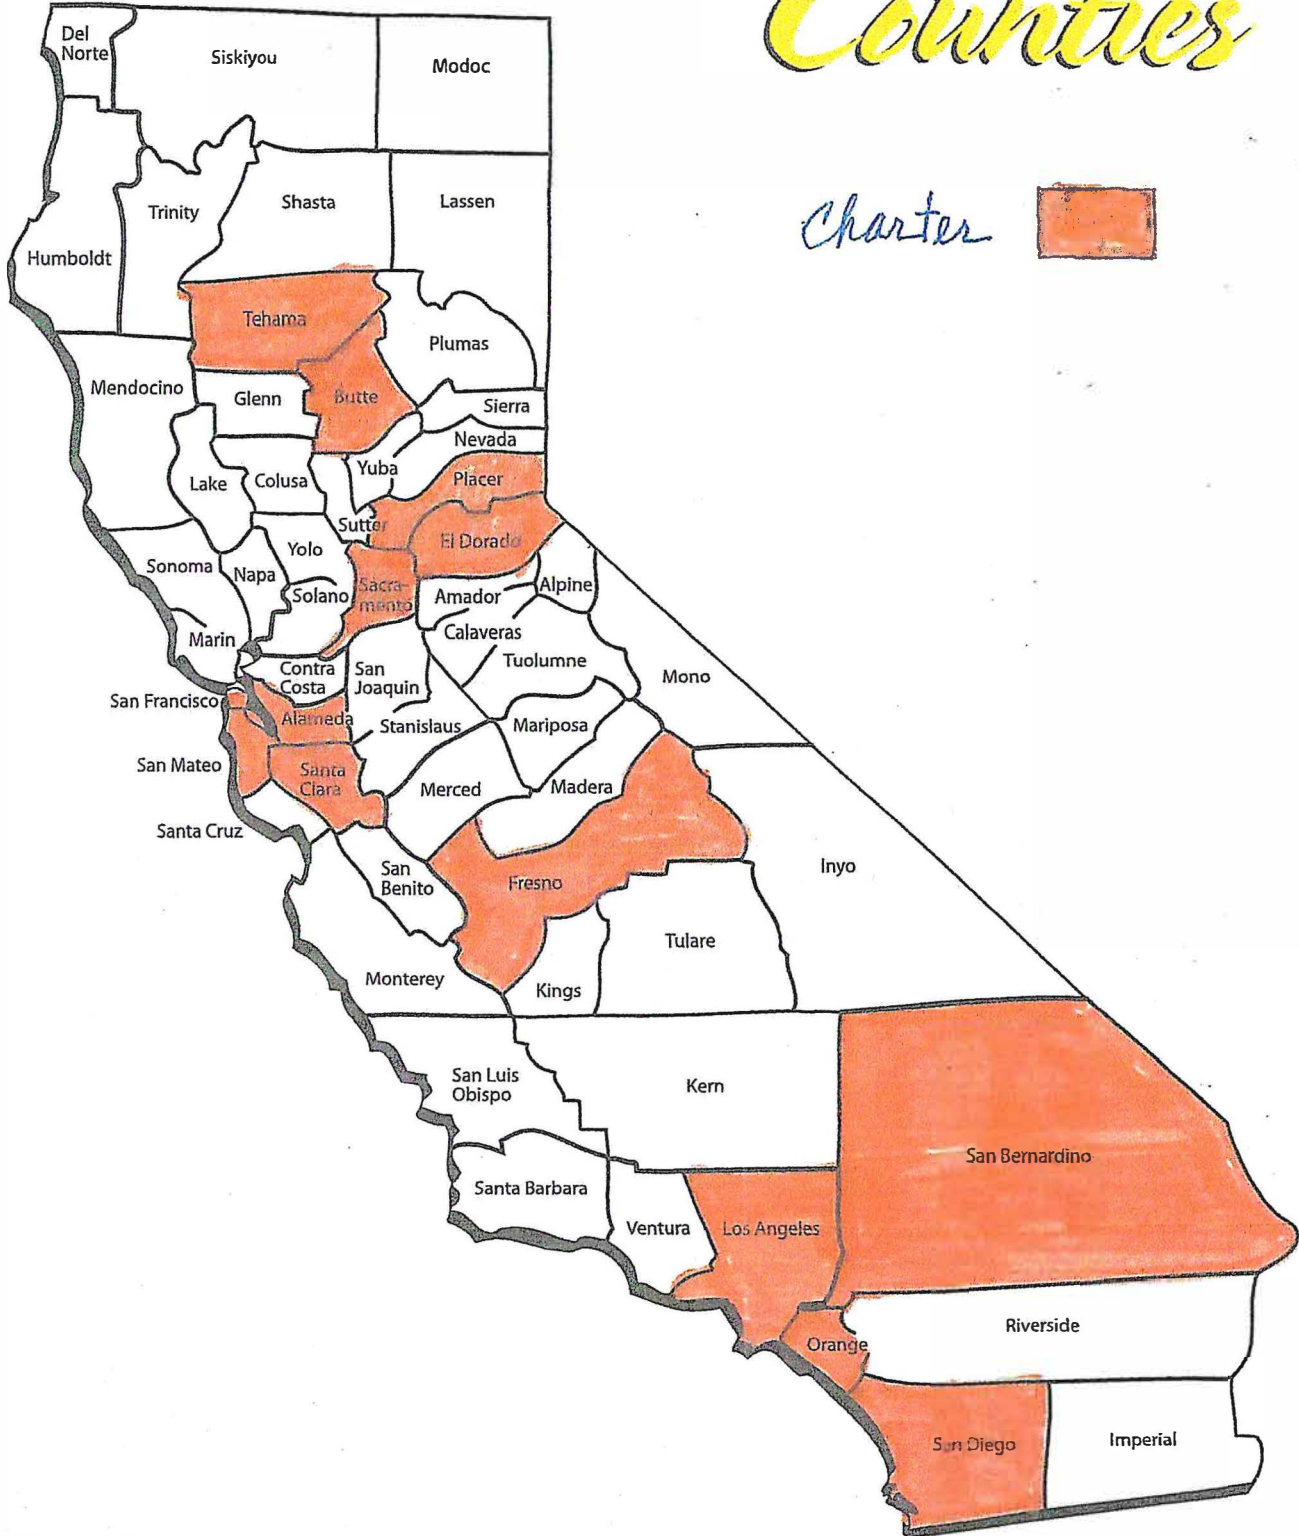 Counties
Del
Norte
Siskiyou
Modoc
Charter
Trinity
Shasta
Lassen
Humboldt
Tehama
Plumas
Mendocino
Glenn
Butte
Sierra
Nevada
Lake
Colusa
Yuba
Placer
Sutter
El Dorado
Sonoma
Napa
Yolo
Solano
Sacra-
mento
Amador
Alpine
Marin
Calaveras
Contra
Costa
San
Joaquin
Tuolumne
Mono
San Francisco
Alameda
Stanislaus
Mariposa
San Mateo
Santa
Clara
Merced
Madera
Santa Cruz
San
Benito
Fresno
Inyo
Tulare
Monterey
Kings
San Luis
Obispo
Kern
San Bernardino
Santa Barbara
Ventura
Los Angeles
Riverside
Orange
San Diego
Imperial